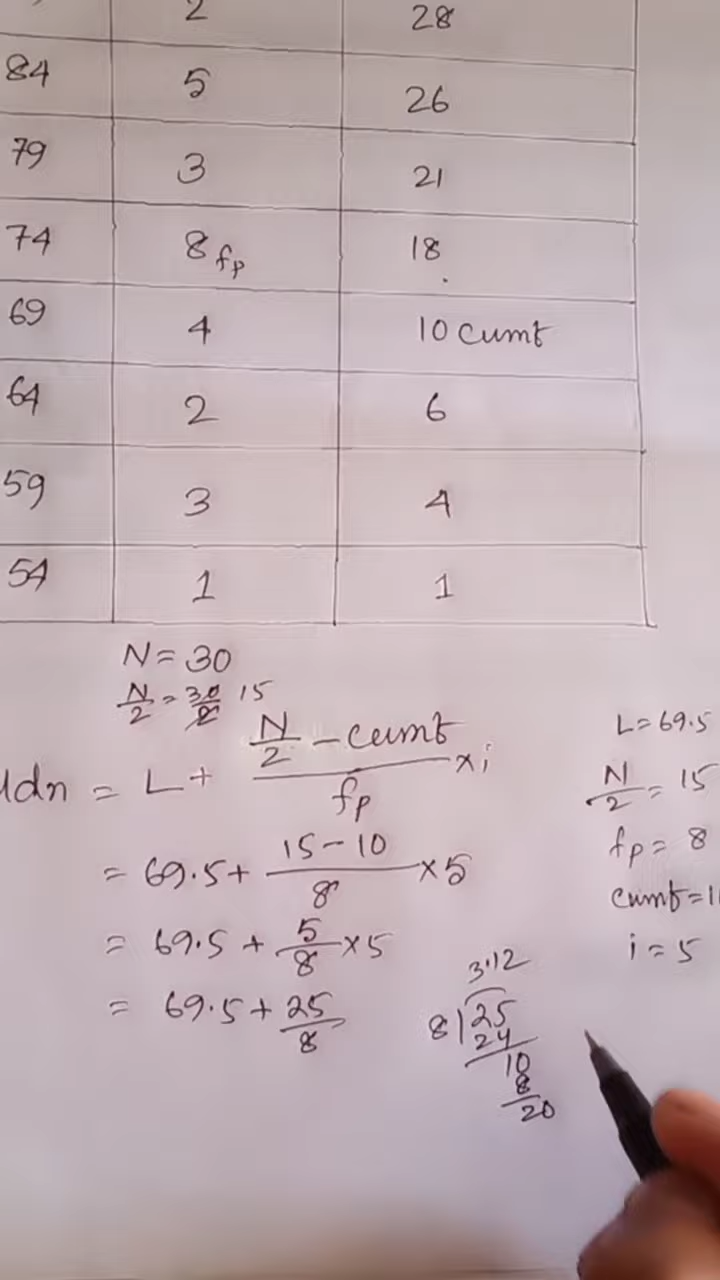 2 28
84 5 26
79 3 21
74 8 fp 18
69 4 10 Cumf
64 2 6
59 3 4
54 1 1
N = 30
N/2 = 30/2 15
Mdn = L + (N/2 - cumf)/fp × i
= 69.5 + (15 - 10)/8 × 5
= 69.5 + 5/8 × 5
= 69.5 + 25/8
3.12
8 25
24
10
8
20
L = 69.5
N/2 = 15
fp = 8
Cumf = 1
i = 5